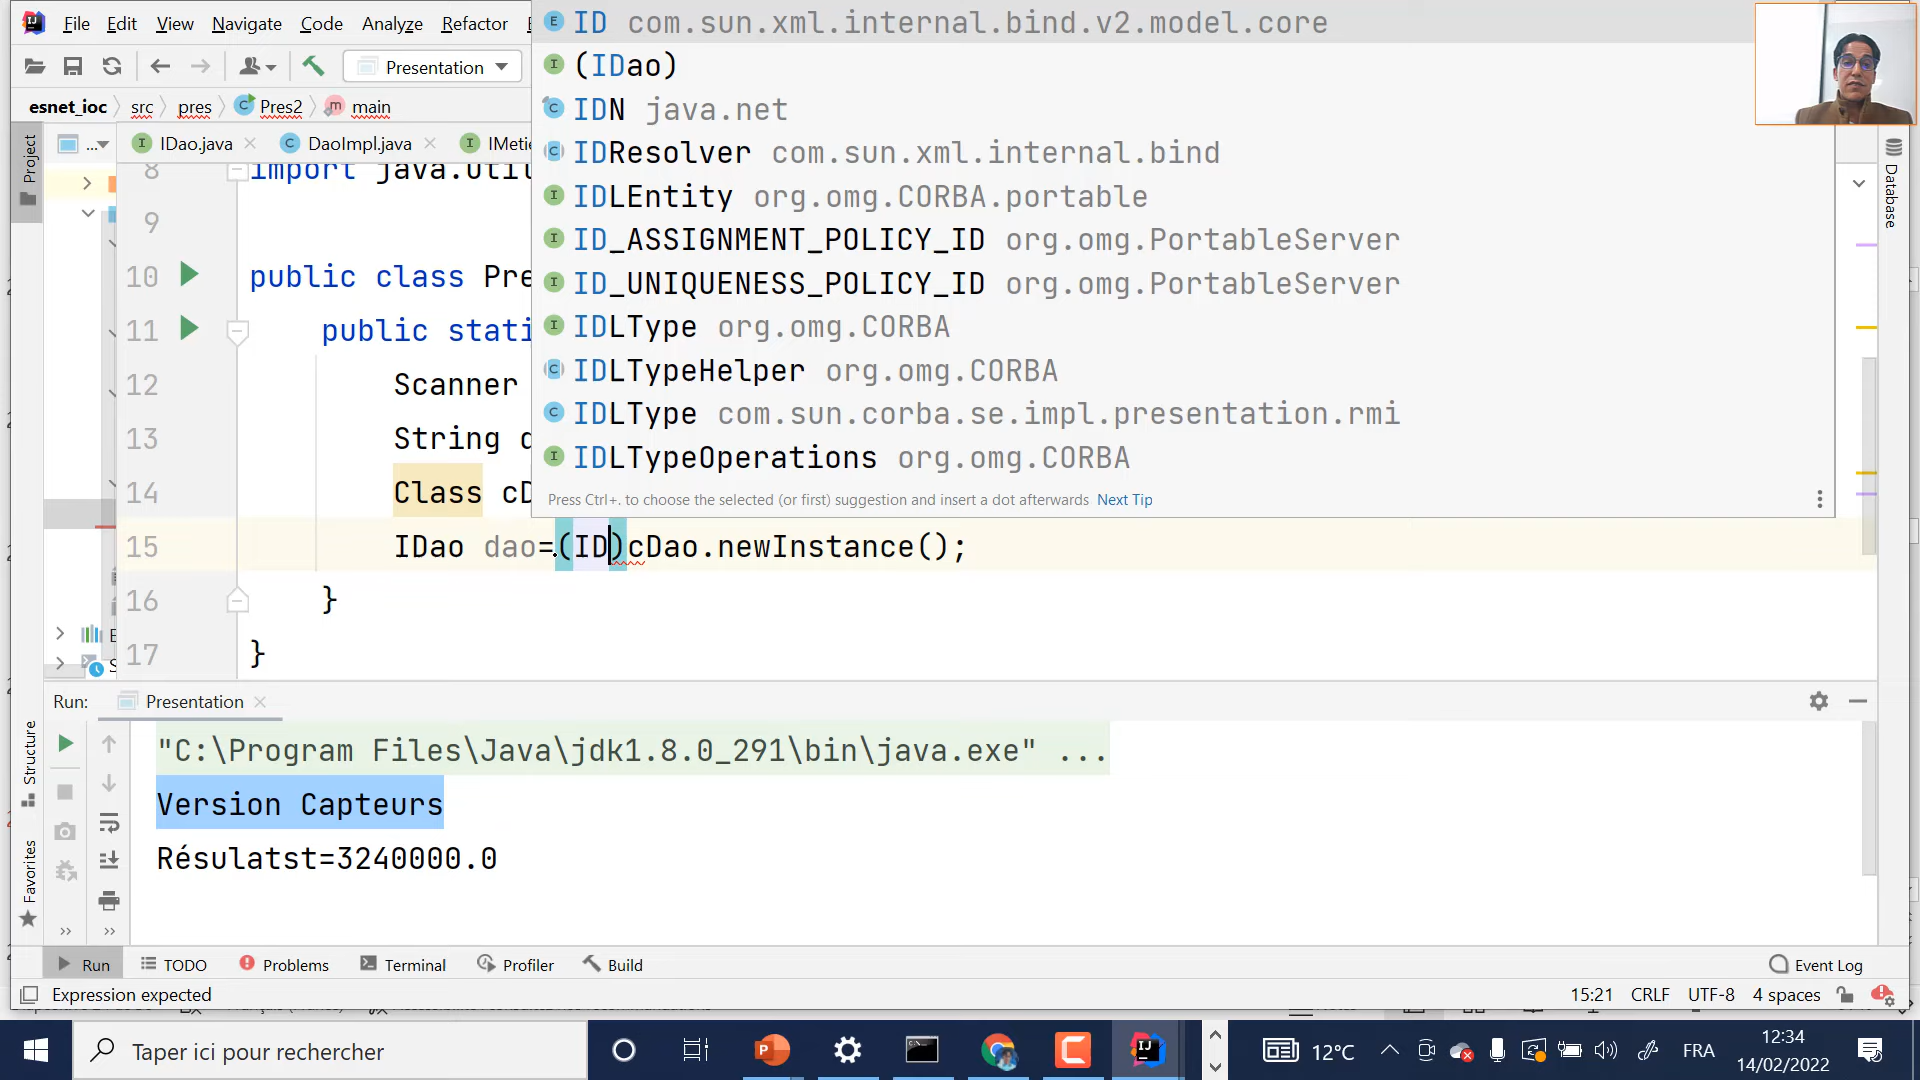 File Edit View Navigate Code Analyze Refactor
Presentation
esnet_ioc src pres Pres2 main
Project
...
IDao.java DaoImpl.java IMeti
8 import java.util
9
10 public class Pre
11 public stati
12 Scanner
13 String d
14 Class cD
15 IDao dao=(ID)cDao.newInstance();
16 }
17 }
ID com.sun.xml.internal.bind.v2.model.core
(IDao)
IDN java.net
IDResolver com.sun.xml.internal.bind
IDLEntity org.omg.CORBA.portable
ID_ASSIGNMENT_POLICY_ID org.omg.PortableServer
ID_UNIQUENESS_POLICY_ID org.omg.PortableServer
IDLType org.omg.CORBA
IDLTypeHelper org.omg.CORBA
IDLType com.sun.corba.se.impl.presentation.rmi
IDLTypeOperations org.omg.CORBA
Press Ctrl+. to choose the selected (or first) suggestion and insert a dot afterwards Next Tip
Database
Run: Presentation
"C:\Program Files\Java\jdk1.8.0_291\bin\java.exe" ...
Version Capteurs
Résulatst=3240000.0
Structure
Favorites
Run TODO Problems Terminal Profiler Build Event Log
Expression expected 15:21 CRLF UTF-8 4 spaces
Taper ici pour rechercher 12°C FRA 12:34
14/02/2022